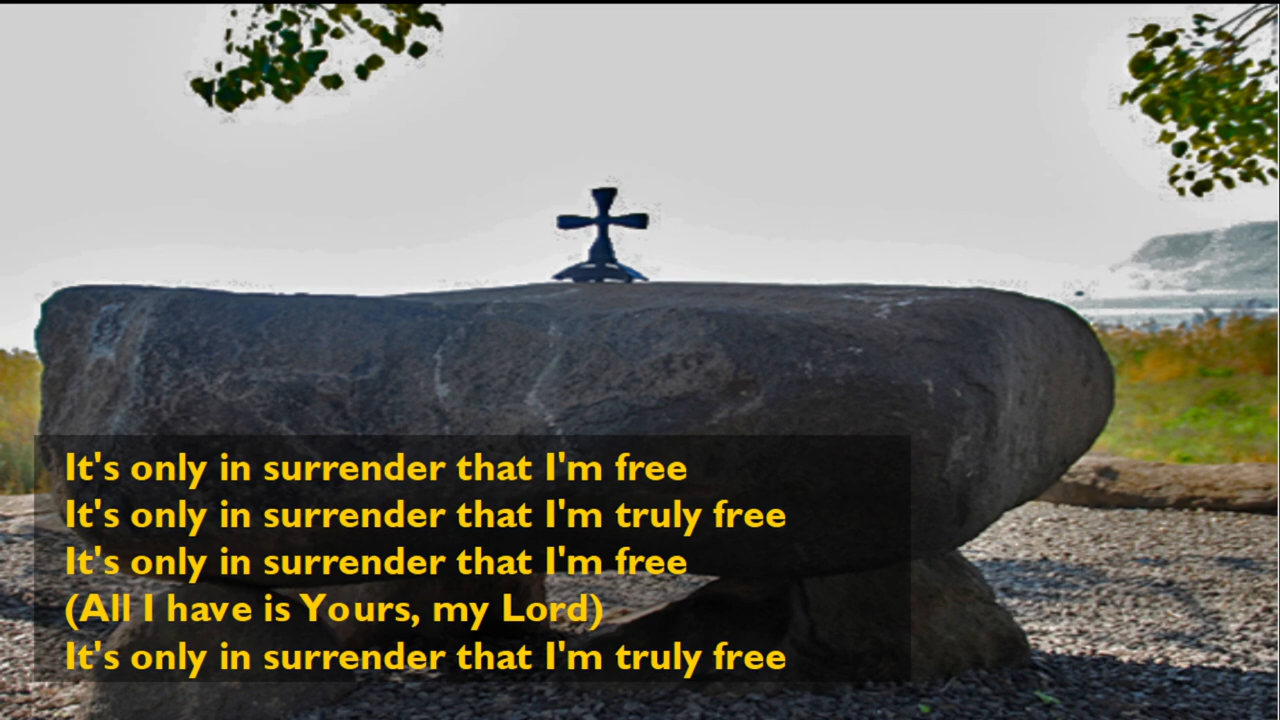 It's only in surrender that I'm free
It's only in surrender that I'm truly free
It's only in surrender that I'm free
(All I have is Yours, my Lord)
It's only in surrender that I'm truly free